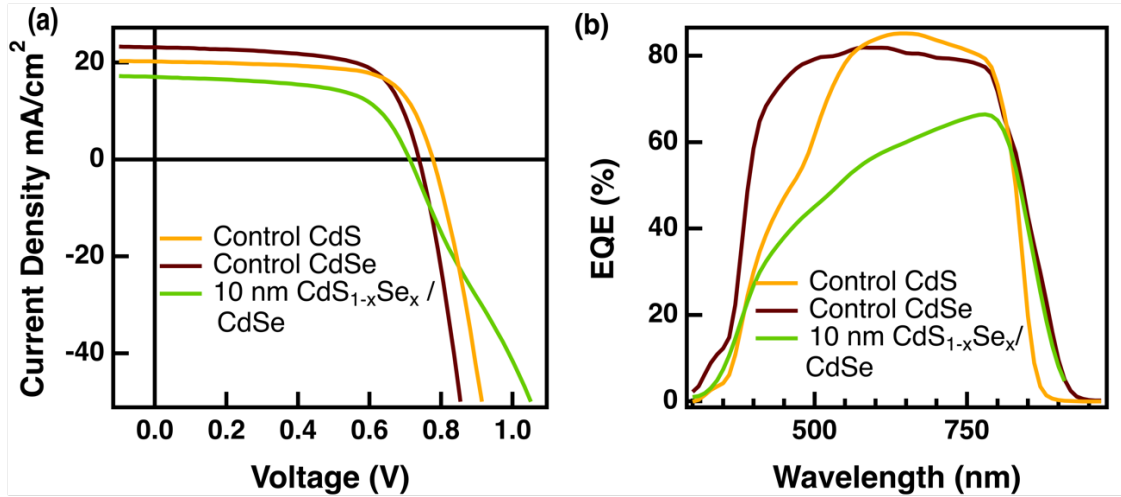 (a)
Current Density mA/cm²
20
0
-20
-40
Control CdS
Control CdSe
10 nm CdS₁₋ₓSeₓ /
CdSe
0.0 0.2 0.4 0.6 0.8 1.0
Voltage (V)
(b)
EQE (%)
80
60
40
20
0
Control CdS
Control CdSe
10 nm CdS₁₋ₓSeₓ/
CdSe
500 750
Wavelength (nm)